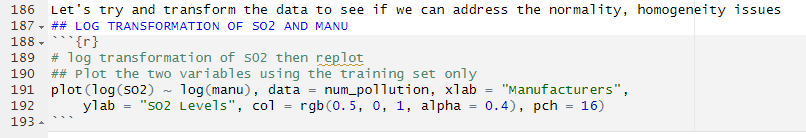 186 Let's try and transform the data to see if we can address the normality, homogeneity issues
187 ## LOG TRANSFORMATION OF SO2 AND MANU
188 ```{r}
189 # log transformation of SO2 then replot
190 ## Plot the two variables using the training set only
191 plot(log(SO2) ~ log(manu), data = num_pollution, xlab = "Manufacturers",
192     ylab = "SO2 Levels", col = rgb(0.5, 0, 1, alpha = 0.4), pch = 16)
193 ```